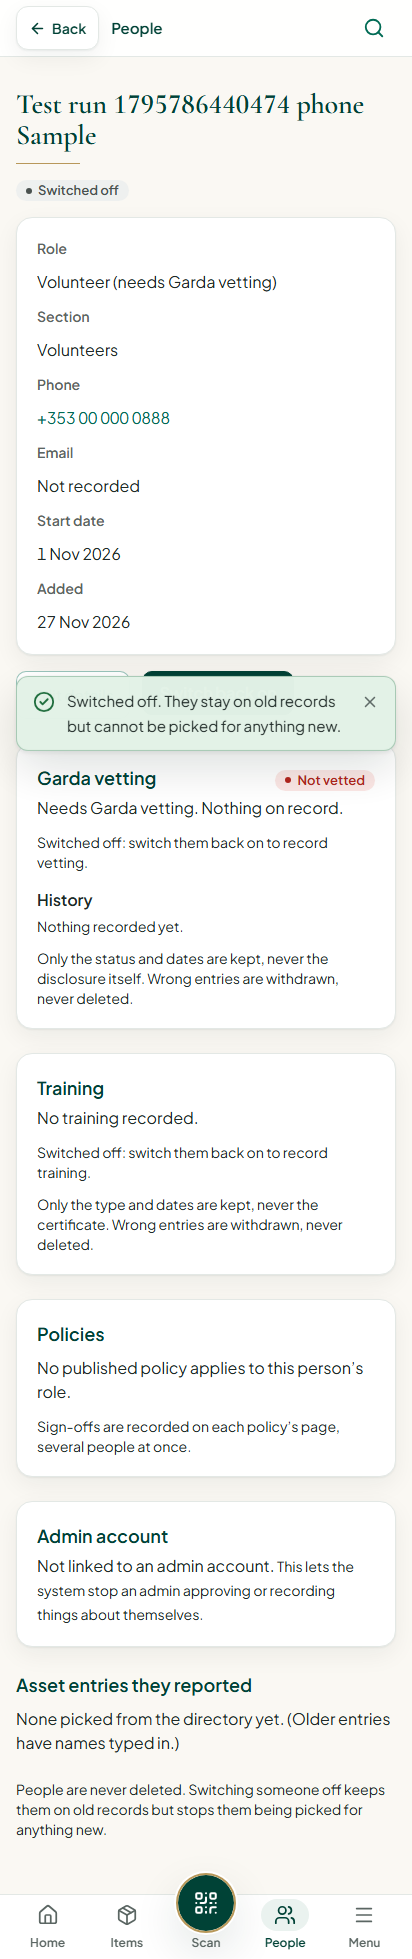 Back People
Test run 1795786440474 phone
Sample
Switched off
Role
Volunteer (needs Garda vetting)
Section
Volunteers
Phone
+353 00 000 0888
Email
Not recorded
Start date
1 Nov 2026
Added
27 Nov 2026
Switched off. They stay on old records
but cannot be picked for anything new.
Garda vetting Not vetted
Needs Garda vetting. Nothing on record.
Switched off: switch them back on to record
vetting.
History
Nothing recorded yet.
Only the status and dates are kept, never the
disclosure itself. Wrong entries are withdrawn,
never deleted.
Training
No training recorded.
Switched off: switch them back on to record
training.
Only the type and dates are kept, never the
certificate. Wrong entries are withdrawn, never
deleted.
Policies
No published policy applies to this person’s
role.
Sign-offs are recorded on each policy’s page,
several people at once.
Admin account
Not linked to an admin account. This lets the
system stop an admin approving or recording
things about themselves.
Asset entries they reported
None picked from the directory yet. (Older entries
have names typed in.)
People are never deleted. Switching someone off keeps
them on old records but stops them being picked for
anything new.
Home Items Scan People Menu